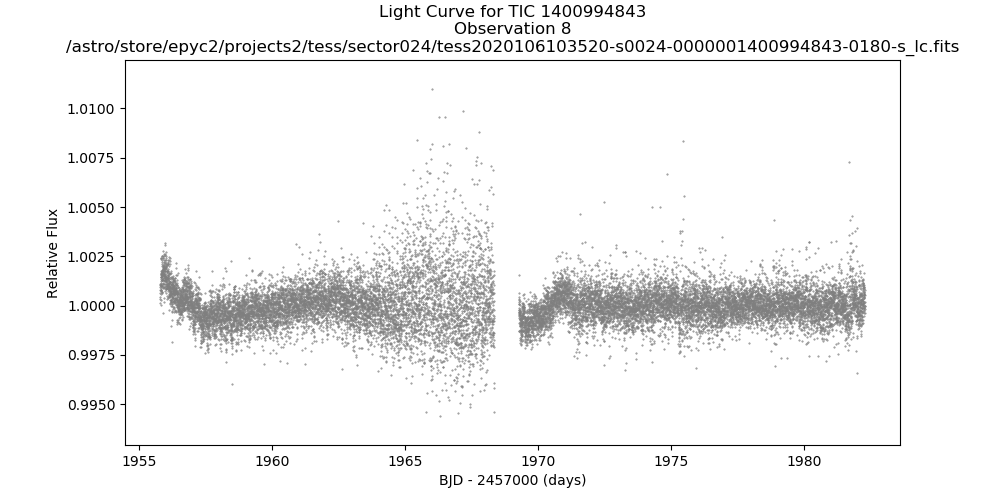 Light Curve for TIC 1400994843
Observation 8
/astro/store/epyc2/projects2/tess/sector024/tess2020106103520-s0024-0000001400994843-0180-s_lc.fits
1.0100
1.0075
1.0050
1.0025
1.0000
0.9975
0.9950
Relative Flux
1955 1960 1965 1970 1975 1980
BJD - 2457000 (days)